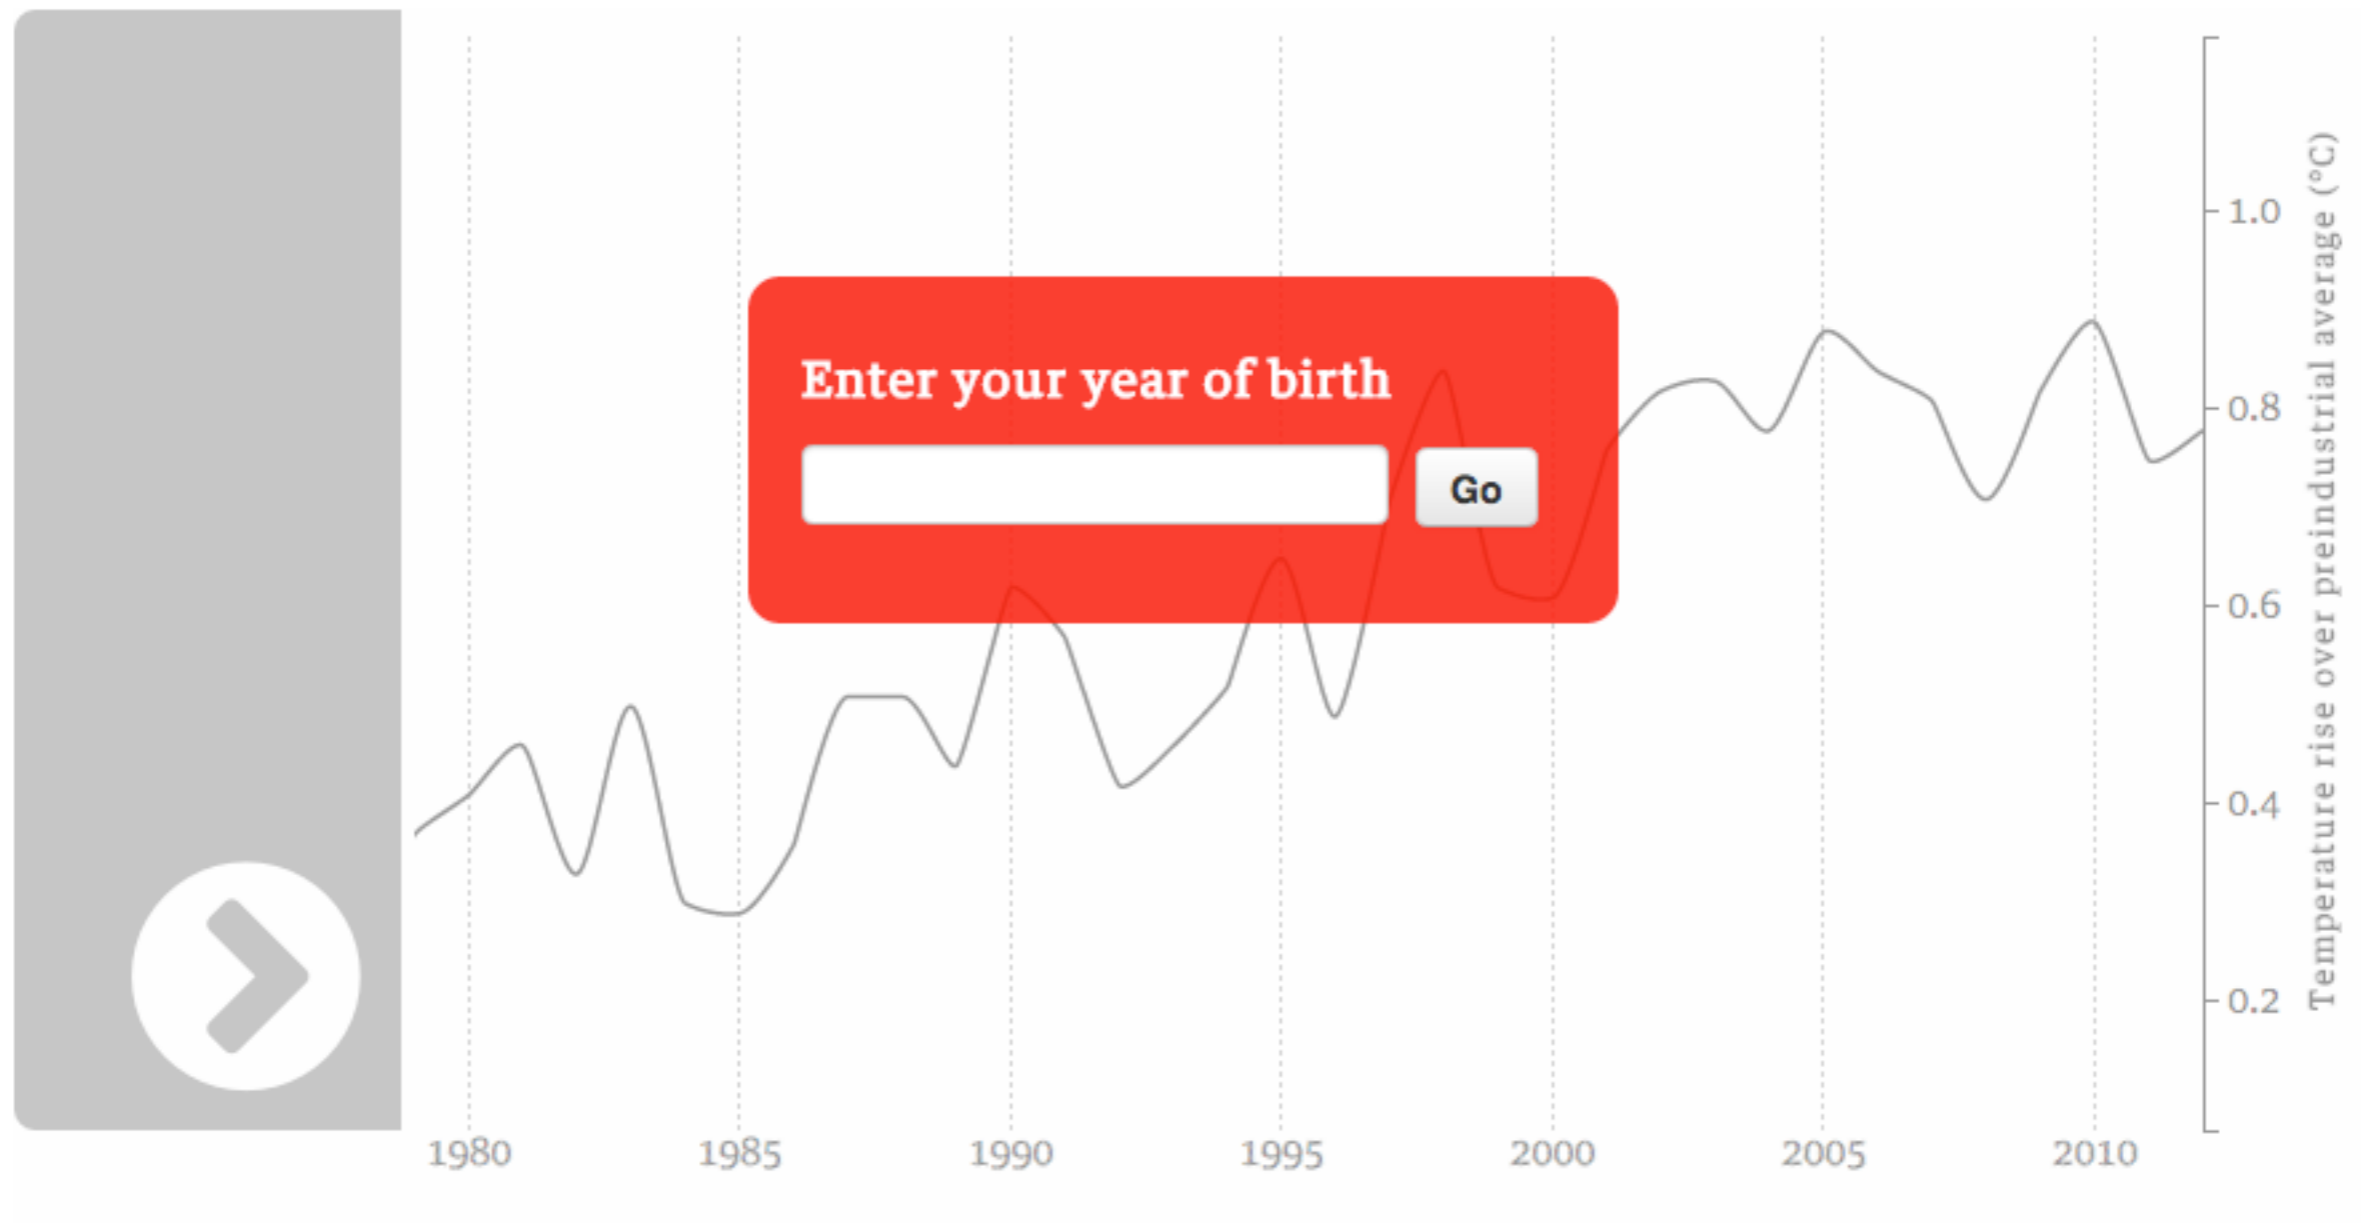 Enter your year of birth
Go
1.0
0.8
0.6
0.4
0.2
Temperature rise over preindustrial average (°C)
1980 1985 1990 1995 2000 2005 2010